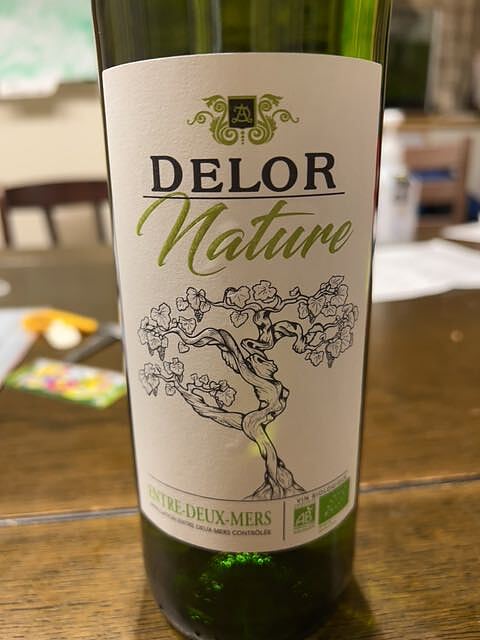 DELOR
Nature
ENTRE-DEUX-MERS
APPELLATION ENTRE-DEUX-MERS CONTRÔLÉE
VIN BIOLOGIQUE
AB